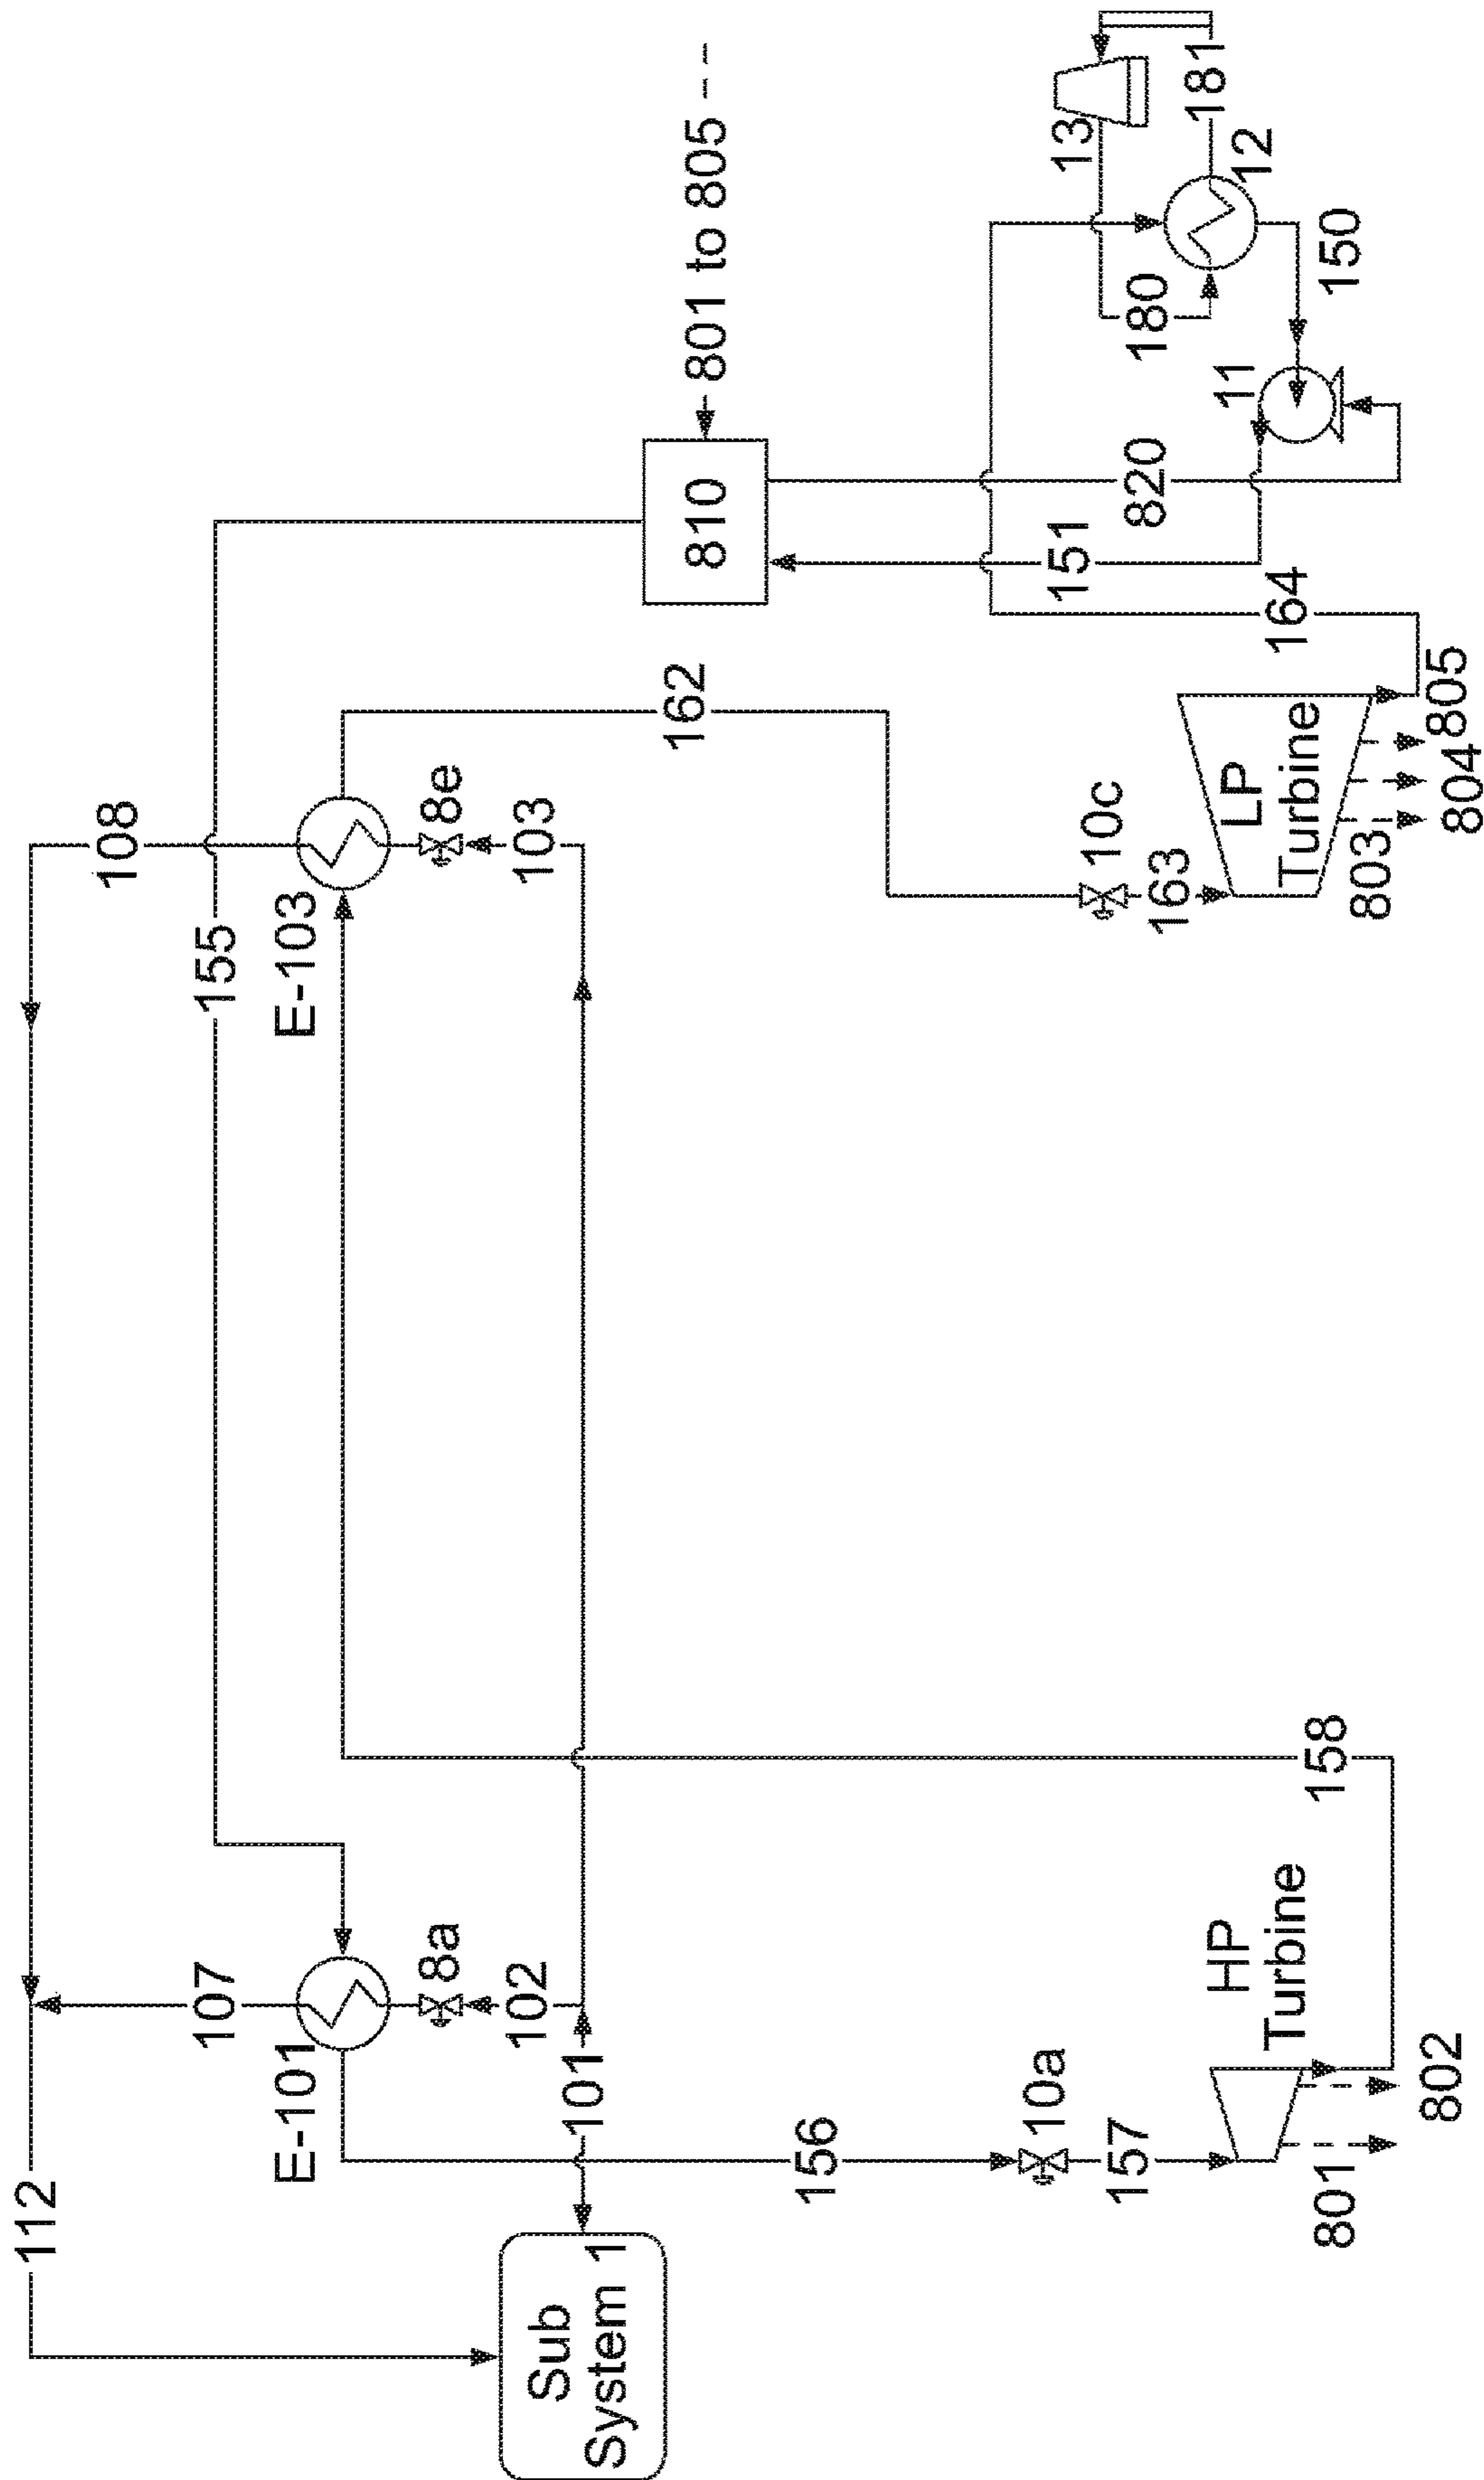 112
108
107
155
E-101
E-103
8a
8e
102
103
101
Sub
System 1
162
810
801 to 805
156
10a
157
HP
Turbine
801
802
158
10c
163
LP
Turbine
803
804
805
164
151
820
11
150
180
12
13
181